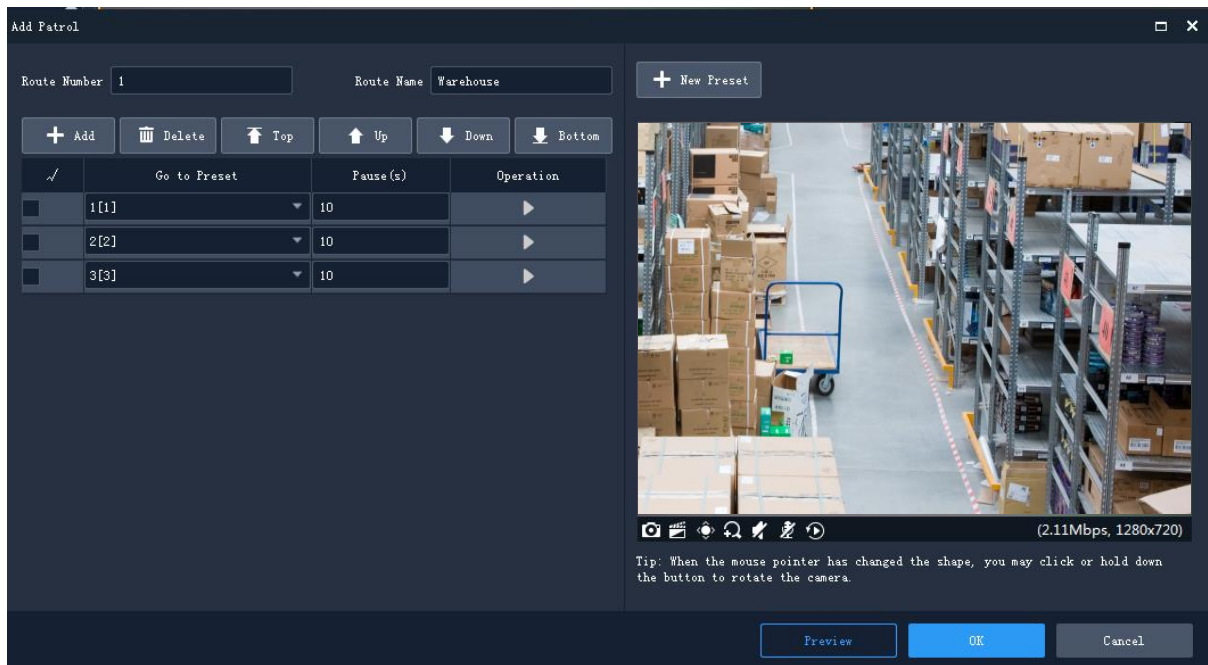 Add Patrol
Route Number 1 Route Name Warehouse
New Preset
Add Delete Top Up Down Bottom
√ Go to Preset Pause(s) Operation
1[1] 10
2[2] 10
3[3] 10
(2.11Mbps, 1280x720)
Tip: When the mouse pointer has changed the shape, you may click or hold down
the button to rotate the camera.
Preview OK Cancel